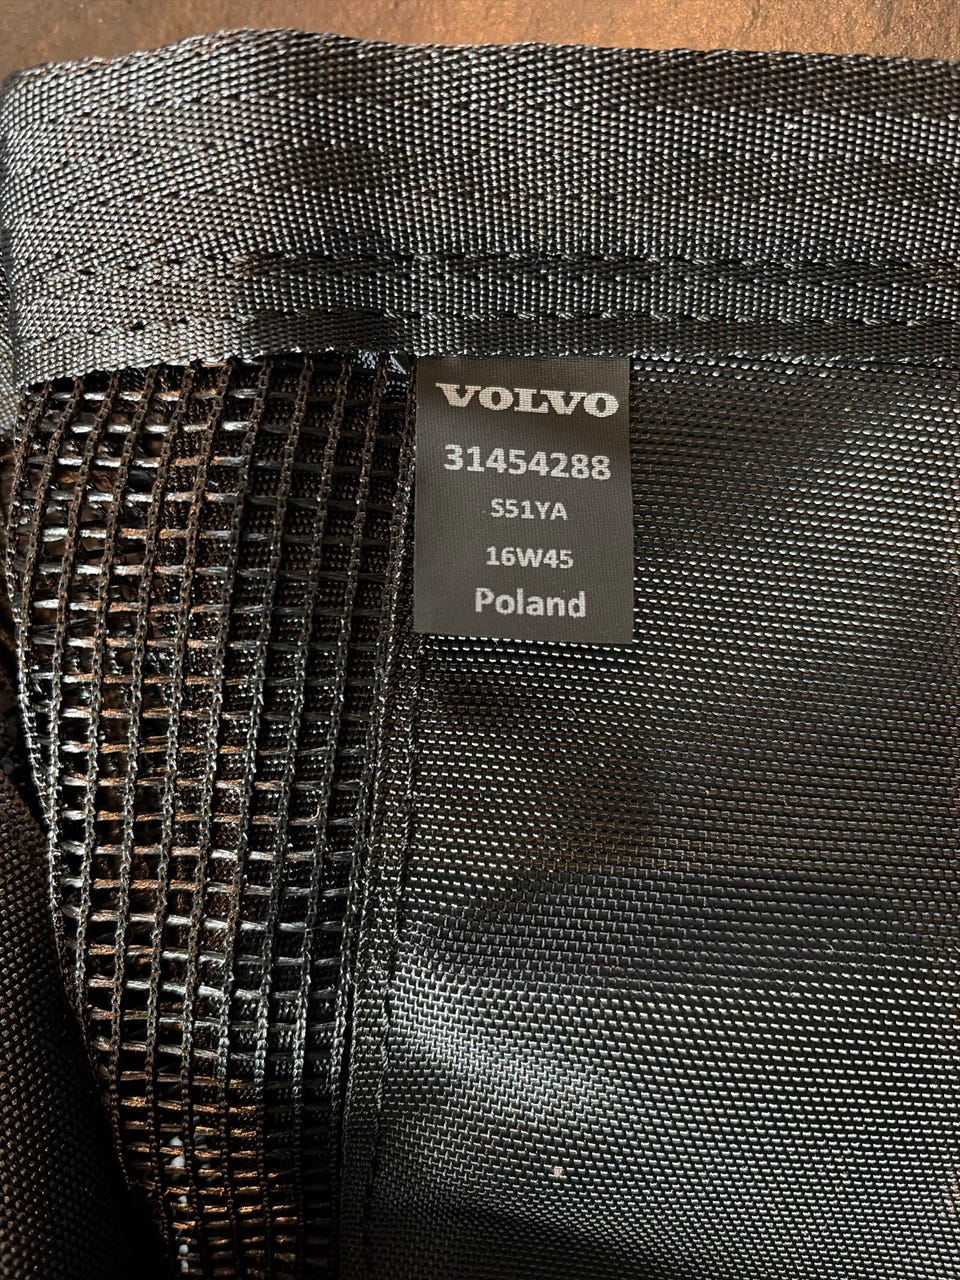 VOLVO
31454288
S51YA
16W45
Poland